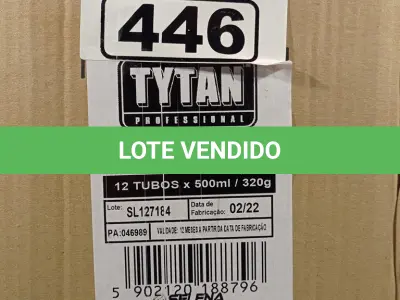 446
TYTAN
PROFESSIONAL
LOTE VENDIDO
12 TUBOS x 500ml / 320g
Lote: SL127184 Data de Fabricação: 02/22
PA:046989 VALIDADE: 12 MESES A PARTIR DA DATA DE FABRICAÇÃO
5 902120 188796
SELENA